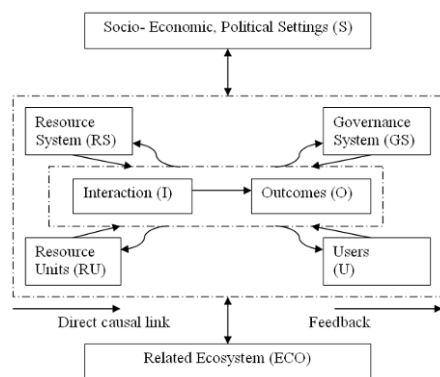 Socio- Economic, Political Settings (S)
Resource
System (RS)
Governance
System (GS)
Interaction (I)
Outcomes (O)
Resource
Units (RU)
Users
(U)
Direct causal link
Feedback
Related Ecosystem (ECO)